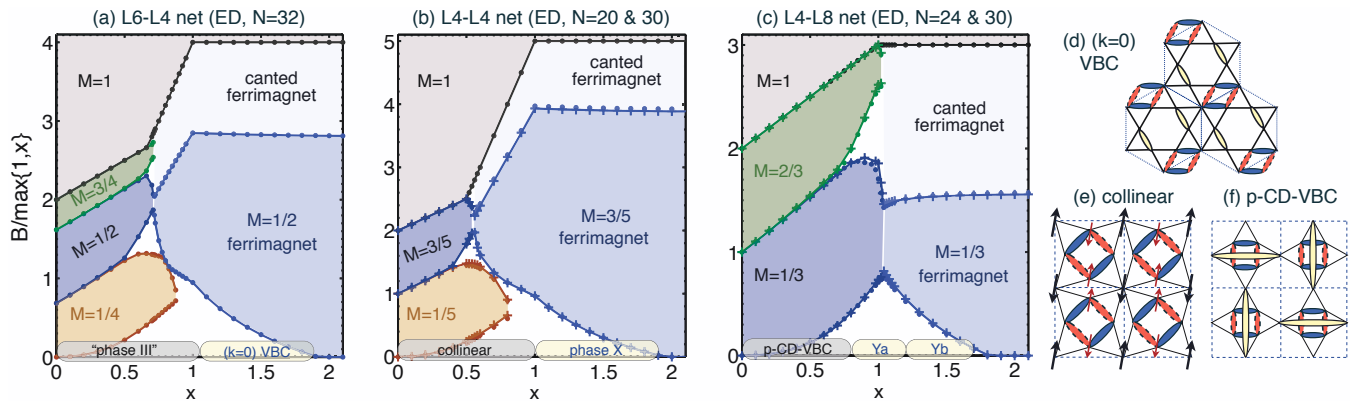 (a) L6-L4 net (ED, N=32)
B/max{1,x}
4
3
2
1
0
M=1
canted
ferrimagnet
M=3/4
M=1/2
M=1/2
ferrimagnet
M=1/4
"phase III"
(k=0) VBC
0 0.5 1 1.5 2
x
(b) L4-L4 net (ED, N=20 & 30)
5
4
3
2
1
0
M=1
canted
ferrimagnet
M=3/5
M=3/5
ferrimagnet
M=1/5
collinear
phase X
0 0.5 1 1.5 2
x
(c) L4-L8 net (ED, N=24 & 30)
3
2
1
0
M=1
canted
ferrimagnet
M=2/3
M=1/3
M=1/3
ferrimagnet
p-CD-VBC
Ya
Yb
0 0.5 1 1.5 2
x
(d) (k=0)
VBC
(e) collinear
(f) p-CD-VBC